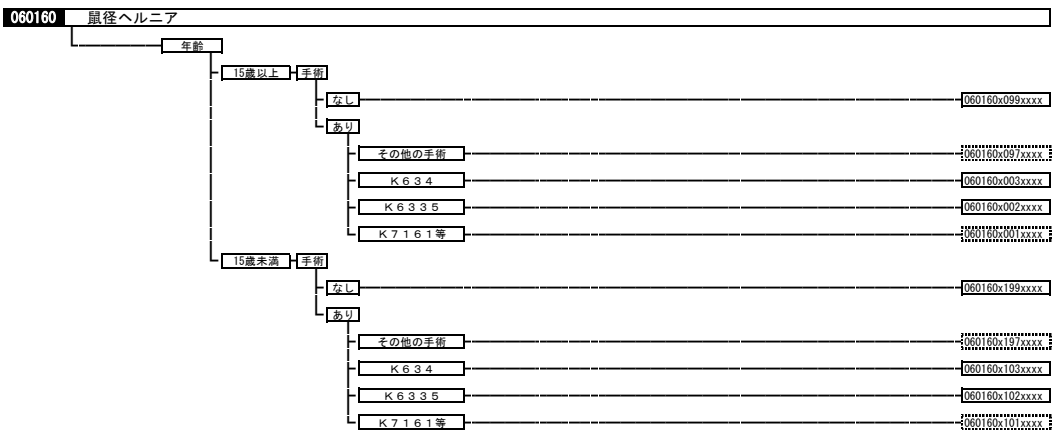 060160 鼠径ヘルニア
年齢
15歳以上 手術
なし 060160x099xxxx
あり
その他の手術 060160x097xxxx
K634 060160x003xxxx
K6335 060160x002xxxx
K7161等 060160x001xxxx
15歳未満 手術
なし 060160x199xxxx
あり
その他の手術 060160x197xxxx
K634 060160x103xxxx
K6335 060160x102xxxx
K7161等 060160x101xxxx